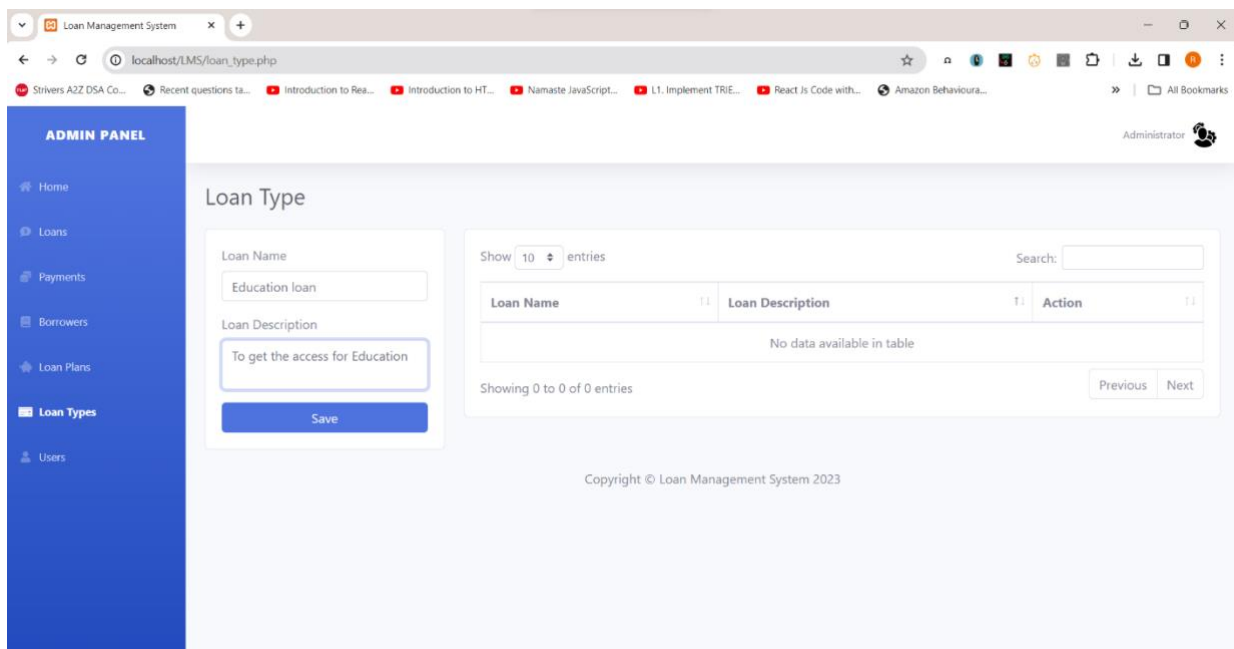 Loan Management System
localhost/LMS/loan_type.php
Strivers A2Z DSA Co... Recent questions ta... Introduction to Rea... Introduction to HT... Namaste JavaScript... L1. Implement TRIE... React Js Code with... Amazon Behavioura... » All Bookmarks
ADMIN PANEL
Administrator
Home
Loans
Payments
Borrowers
Loan Plans
Loan Types
Users
Loan Type
Loan Name
Education loan
Loan Description
To get the access for Education
Save
Show 10 entries
Search:
Loan Name Loan Description Action
No data available in table
Showing 0 to 0 of 0 entries
Previous Next
Copyright © Loan Management System 2023